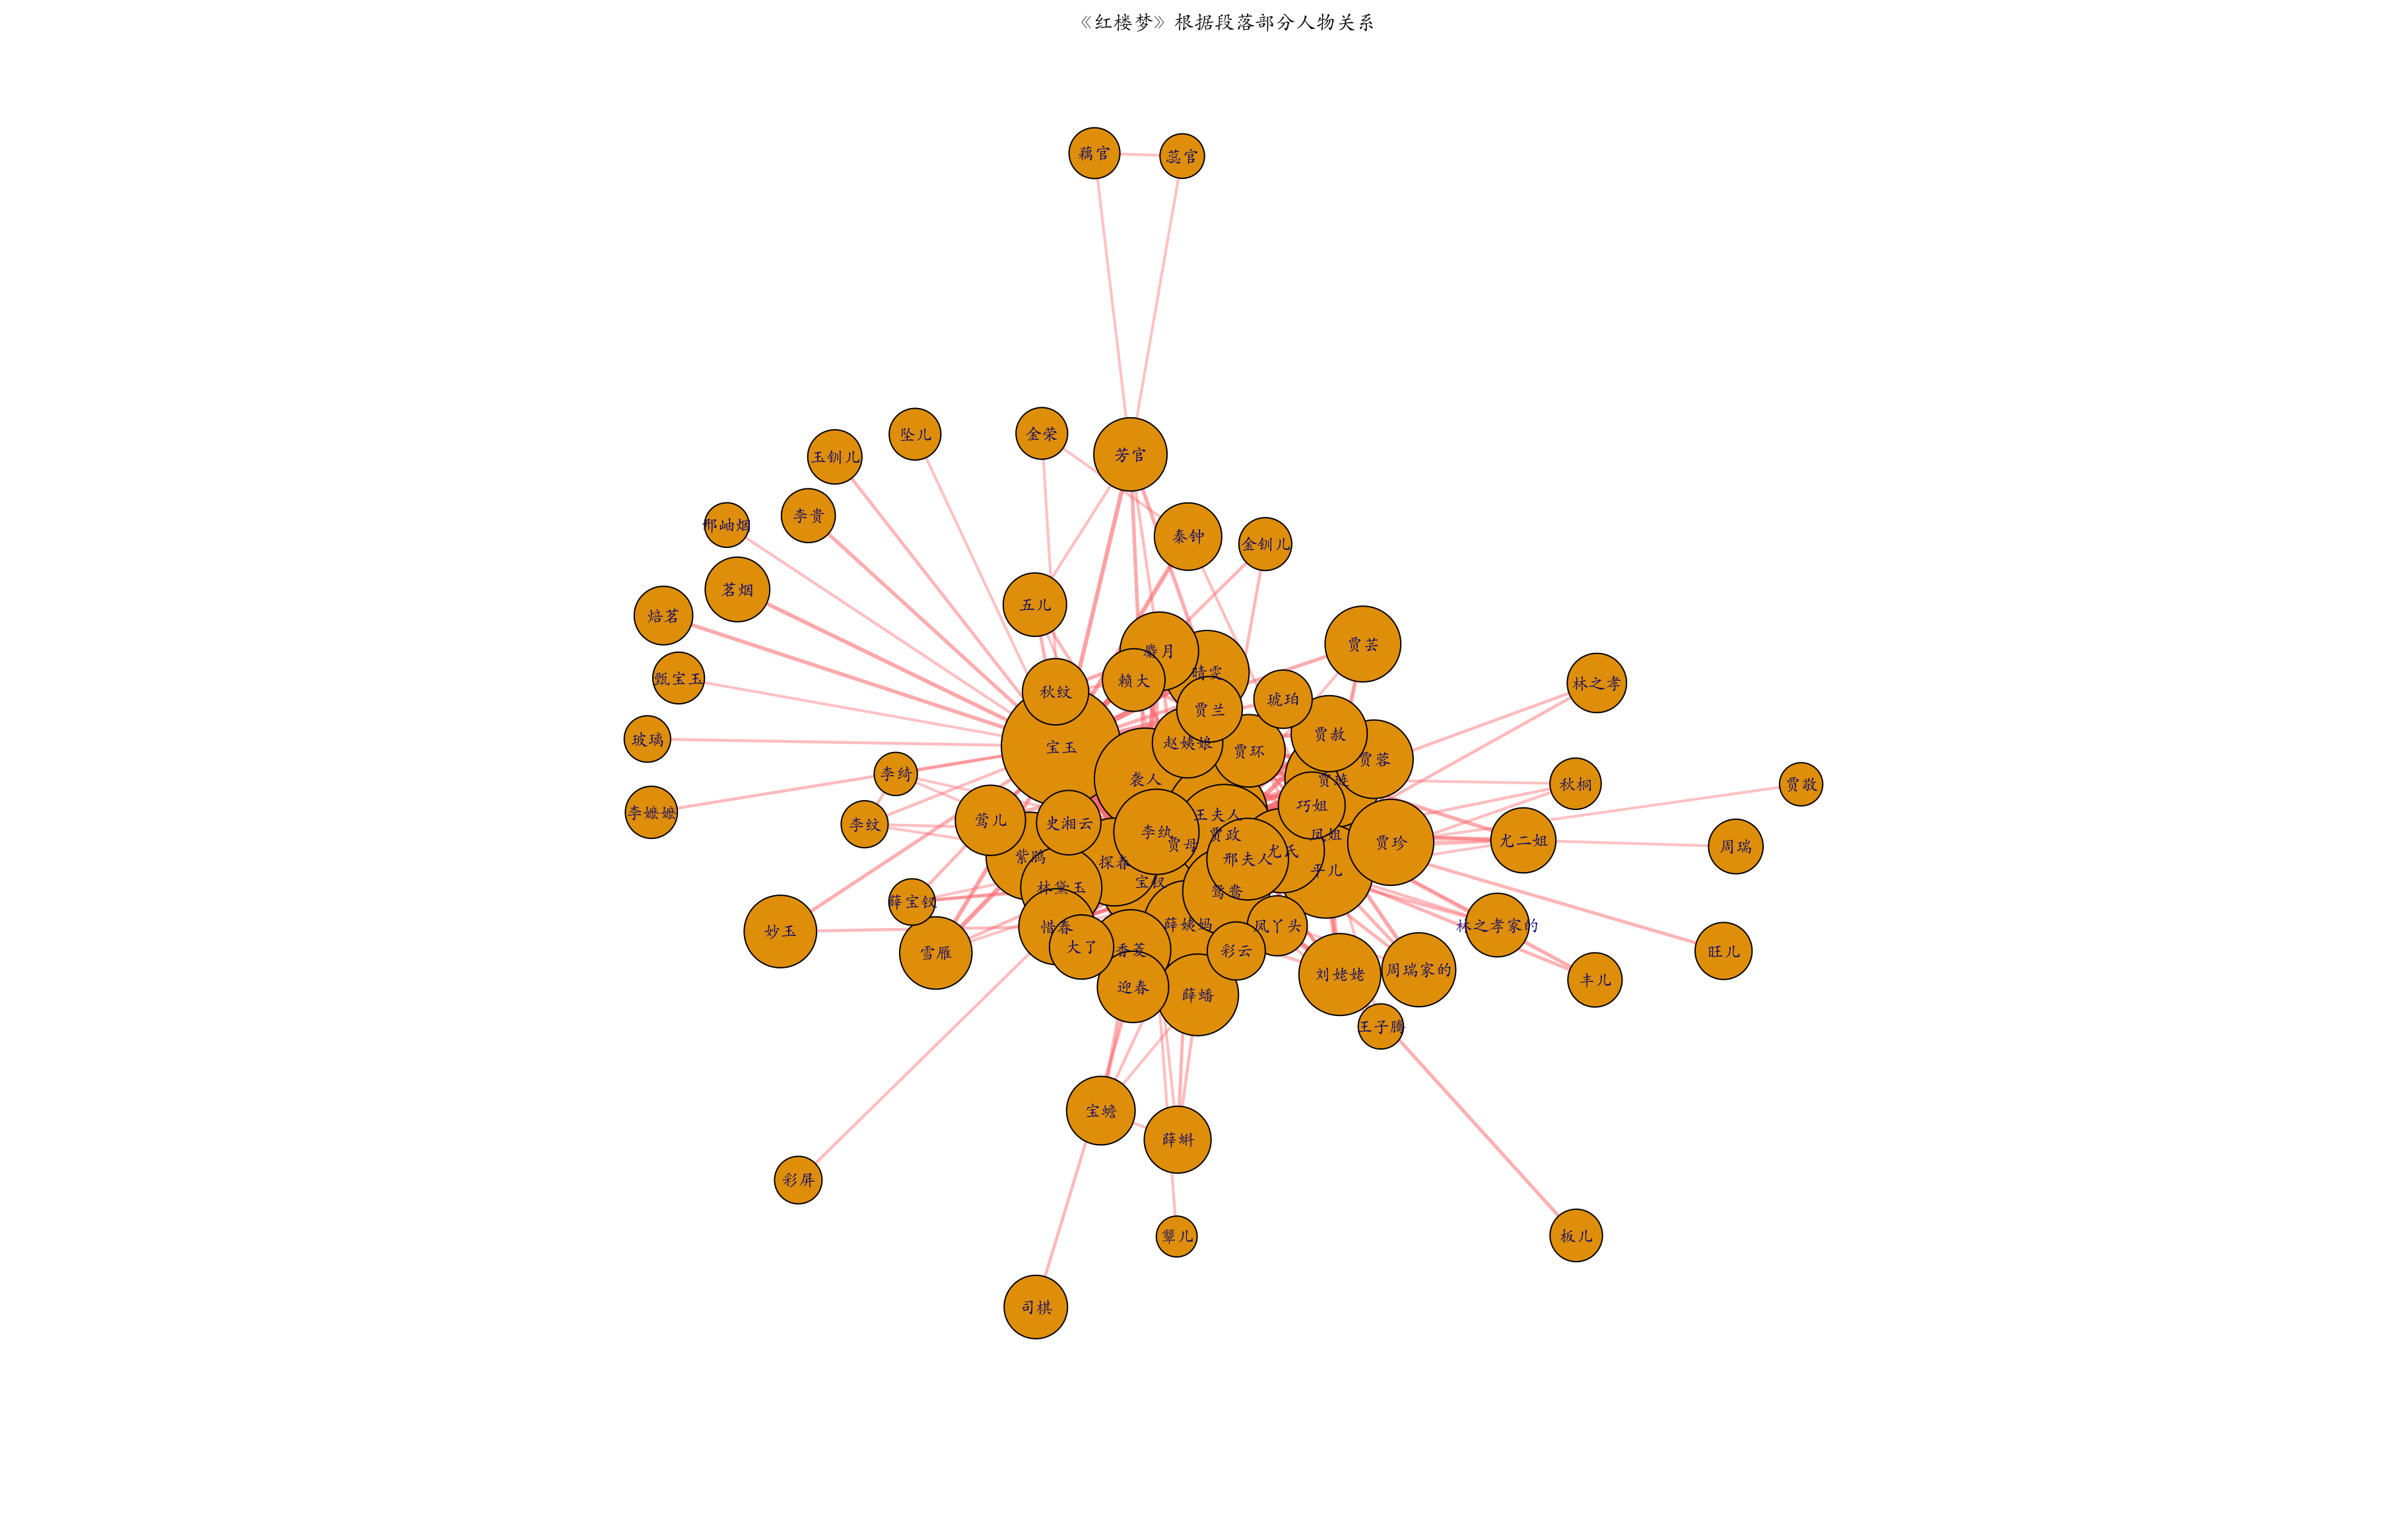 《红楼梦》根据段落部分人物关系
藕官
蕊官
坠儿
金荣
玉钏儿
芳官
李贵
邢岫烟
秦钟
金钏儿
茗烟
五儿
焙茗
贾芸
麝月
晴雯
甄宝玉
赖大
林之孝
秋纹
琥珀
贾兰
贾赦
玻璃
宝玉
赵姨娘
贾环
贾蓉
李绮
袭人
贾琏
秋桐
贾敬
巧姐
李嬷嬷
王夫人
莺儿
史湘云
李纹
李纨
贾政
凤姐
贾珍
尤二姐
周瑞
贾母
尤氏
紫鹃
探春
邢夫人
平儿
宝钗
林黛玉
鸳鸯
薛宝钗
薛姨妈
惜春
凤丫头
林之孝家的
妙玉
大了
香菱
彩云
旺儿
雪雁
周瑞家的
刘姥姥
丰儿
迎春
薛蟠
王子腾
宝蟾
薛蝌
彩屏
颦儿
板儿
司棋